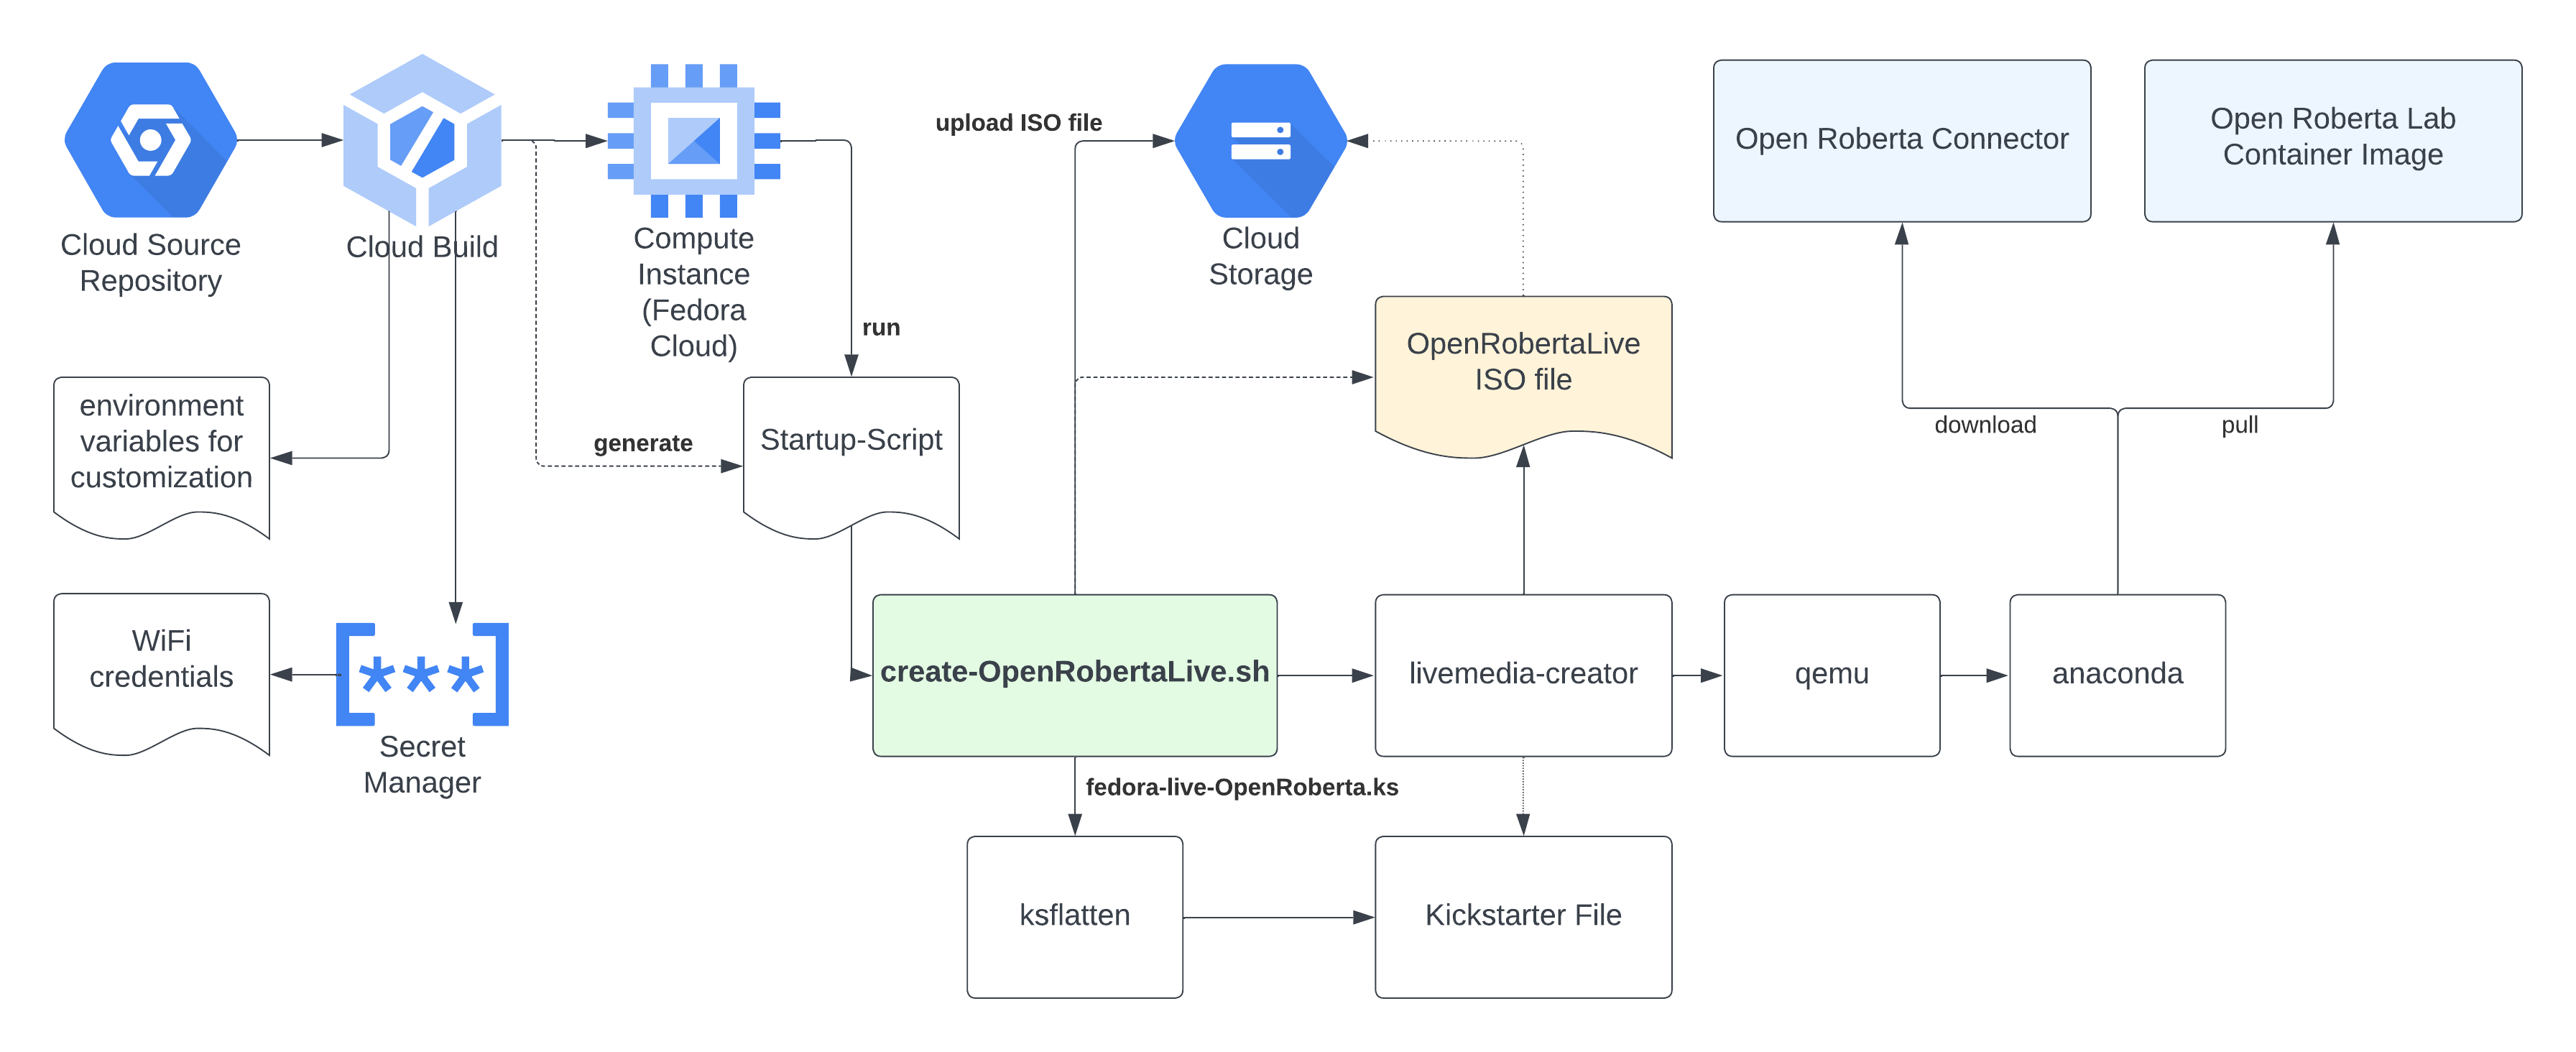 Cloud Source
Repository
Cloud Build
Compute
Instance
(Fedora
Cloud)
upload ISO file
Cloud
Storage
Open Roberta Connector
Open Roberta Lab
Container Image
run
environment
variables for
customization
generate
Startup-Script
OpenRobertaLive
ISO file
download
pull
WiFi
credentials
***
Secret
Manager
create-OpenRobertaLive.sh
livemedia-creator
qemu
anaconda
fedora-live-OpenRoberta.ks
ksflatten
Kickstarter File